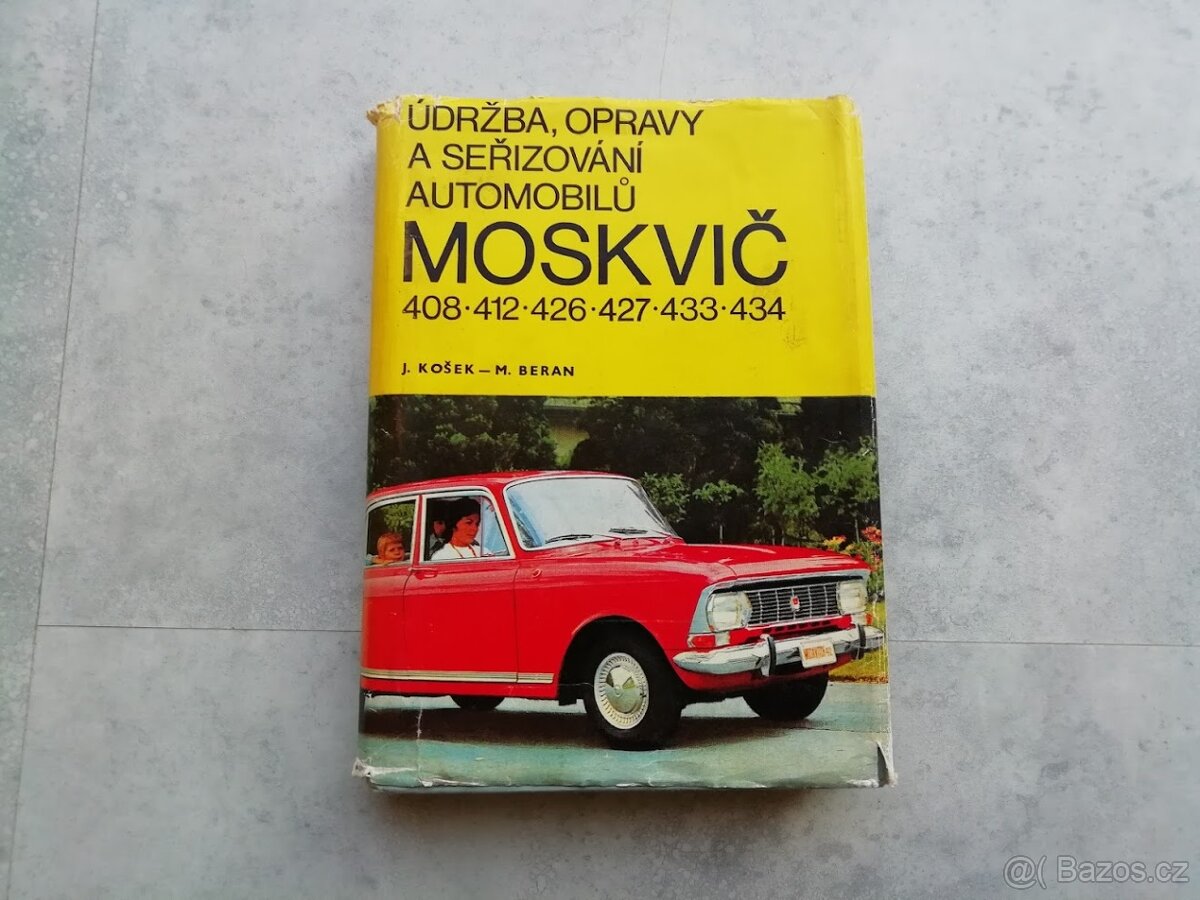 ÚDRŽBA, OPRAVY
A SEŘIZOVÁNÍ
AUTOMOBILŮ
MOSKVIČ
408·412·426·427·433·434
J. KOŠEK — M. BERAN
@( Bazos.cz